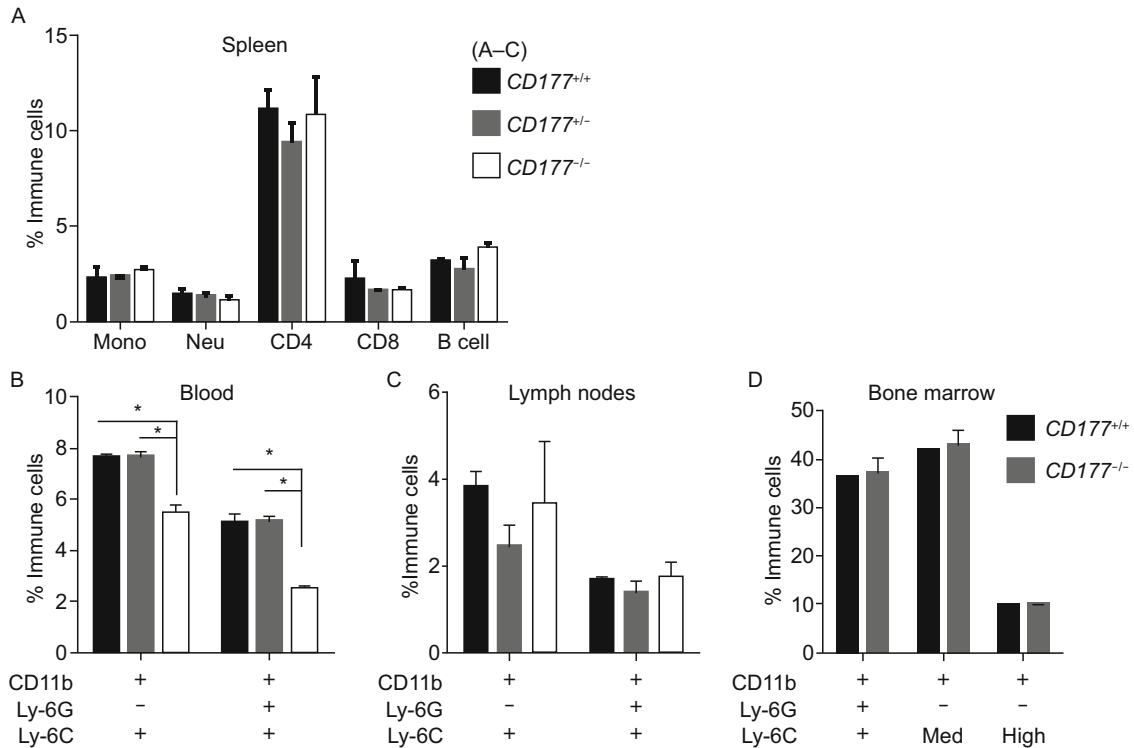 A
Spleen
(A–C)
CD177+/+
CD177+/–
CD177–/–
% Immune cells
15
10
5
0
Mono Neu CD4 CD8 B cell
B
Blood
% Immune cells
10
8
6
4
2
0
* * * *
CD11b + +
Ly-6G – +
Ly-6C + +
C
Lymph nodes
%Immune cells
6
4
2
0
CD11b + +
Ly-6G – +
Ly-6C + +
D
Bone marrow
CD177+/+
CD177–/–
% Immune cells
50
40
30
20
10
0
CD11b + + +
Ly-6G + – –
Ly-6C + Med High